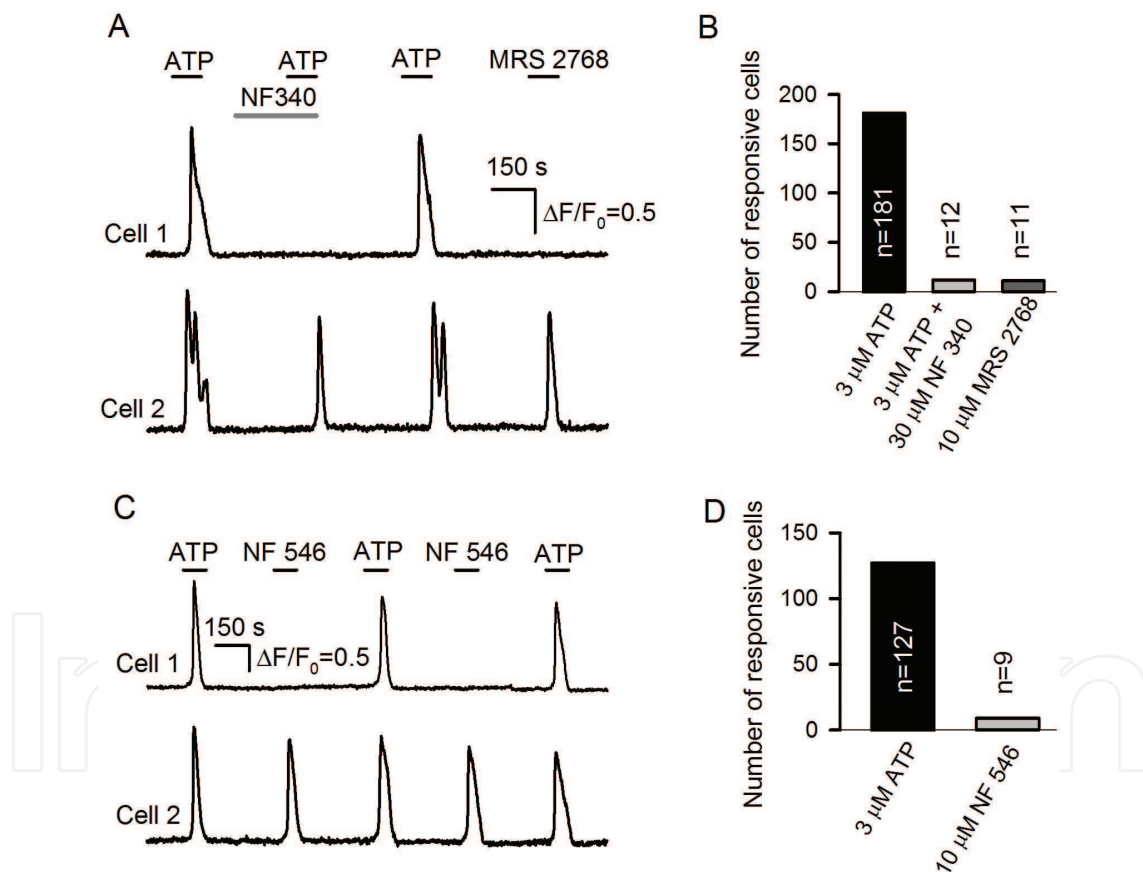 A
ATP ATP ATP MRS 2768
NF340
150 s
ΔF/F₀=0.5
Cell 1
Cell 2
B
Number of responsive cells
200
150
100
50
0
n=181
n=12
n=11
3 μM ATP
3 μM ATP +
30 μM NF 340
10 μM MRS 2768
C
ATP NF 546 ATP NF 546 ATP
150 s
ΔF/F₀=0.5
Cell 1
Cell 2
D
Number of responsive cells
150
100
50
0
n=127
n=9
3 μM ATP
10 μM NF 546